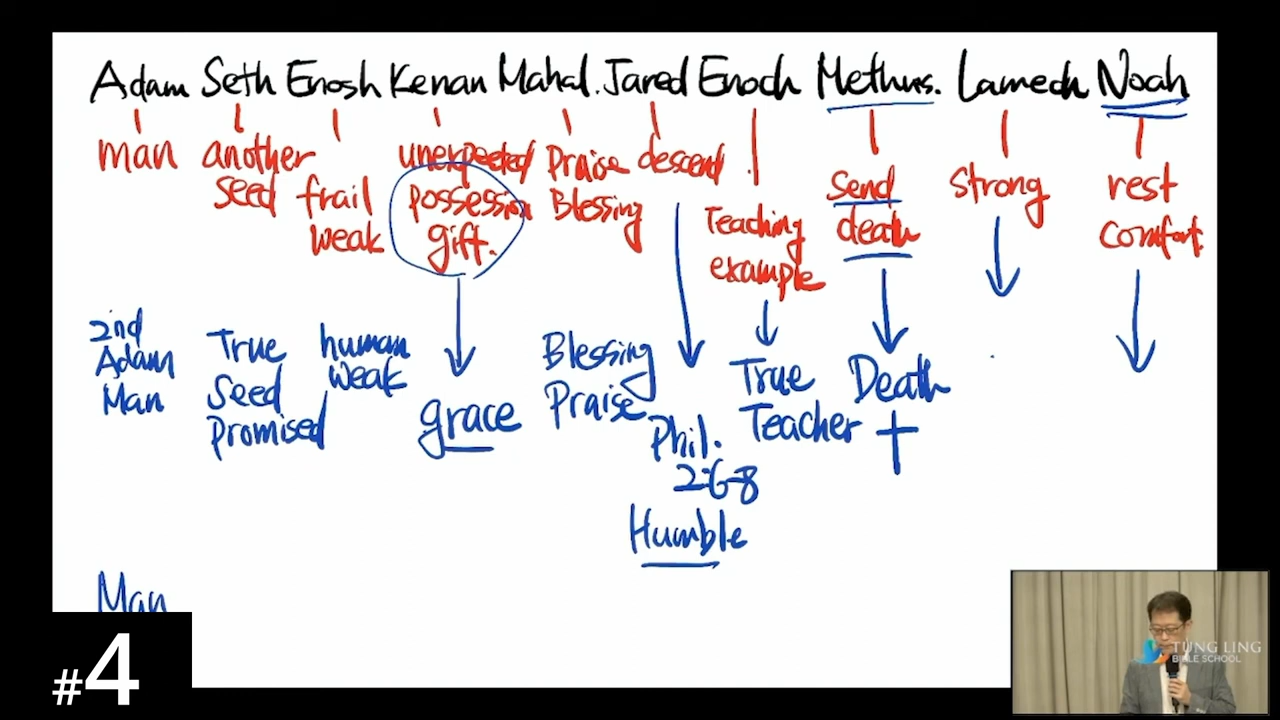 Adam Seth Enosh Kenan Mahal. Jared Enoch Methus. Lamech Noah
man
another
seed
frail
weak
unexpected
possession
gift.
Praise
Blessing
descend
Teaching
example
send
death
strong
rest
comfort.
2nd
Adam
Man
True
Seed
promised
human
weak
grace
Blessing
Praise
Phil.
2:6-8
Humble
True
Teacher
Death
Man
#4
TUNG LING
BIBLE SCHOOL